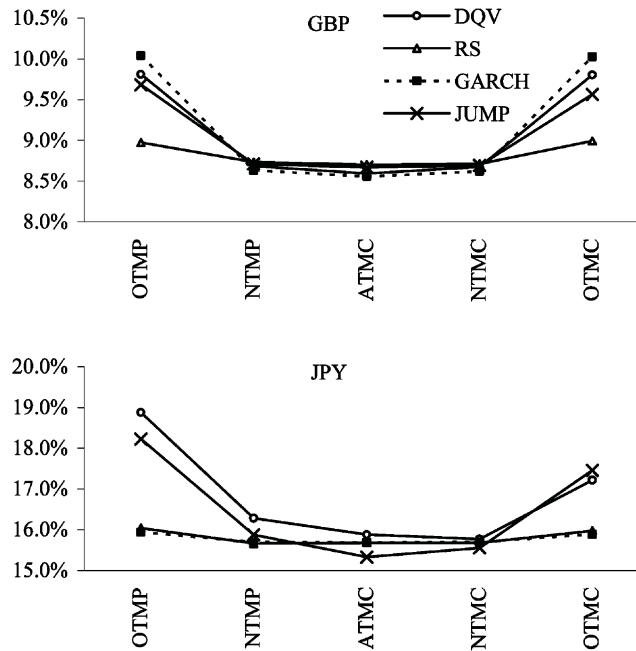 GBP
DQV
RS
GARCH
JUMP
10.5%
10.0%
9.5%
9.0%
8.5%
8.0%
OTMP
NTMP
ATMC
NTMC
OTMC
JPY
20.0%
19.0%
18.0%
17.0%
16.0%
15.0%
OTMP
NTMP
ATMC
NTMC
OTMC